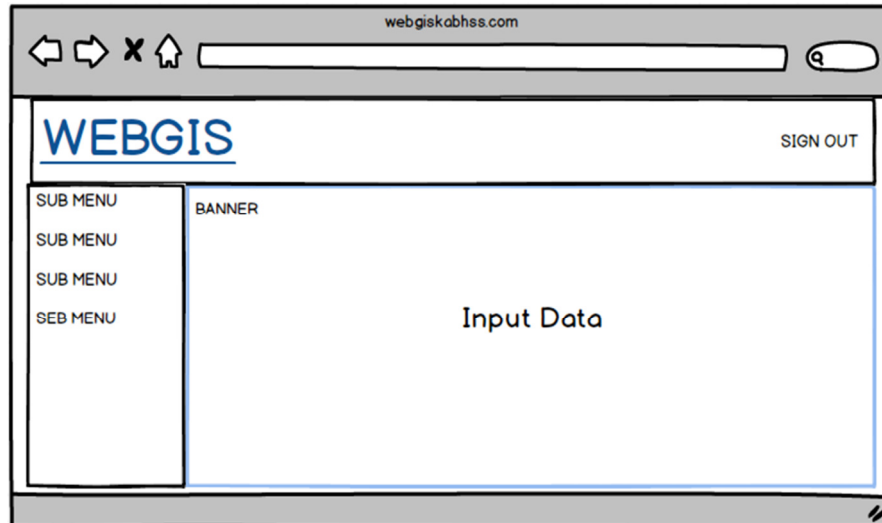 webgiskabhss.com
WEBGIS
SIGN OUT
SUB MENU
SUB MENU
SUB MENU
SEB MENU
BANNER
Input Data